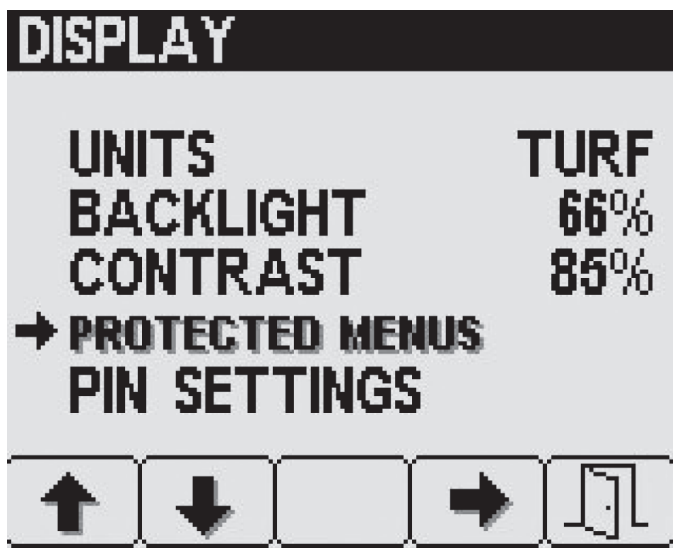 DISPLAY
UNITS TURF
BACKLIGHT 66%
CONTRAST 85%
PROTECTED MENUS
PIN SETTINGS